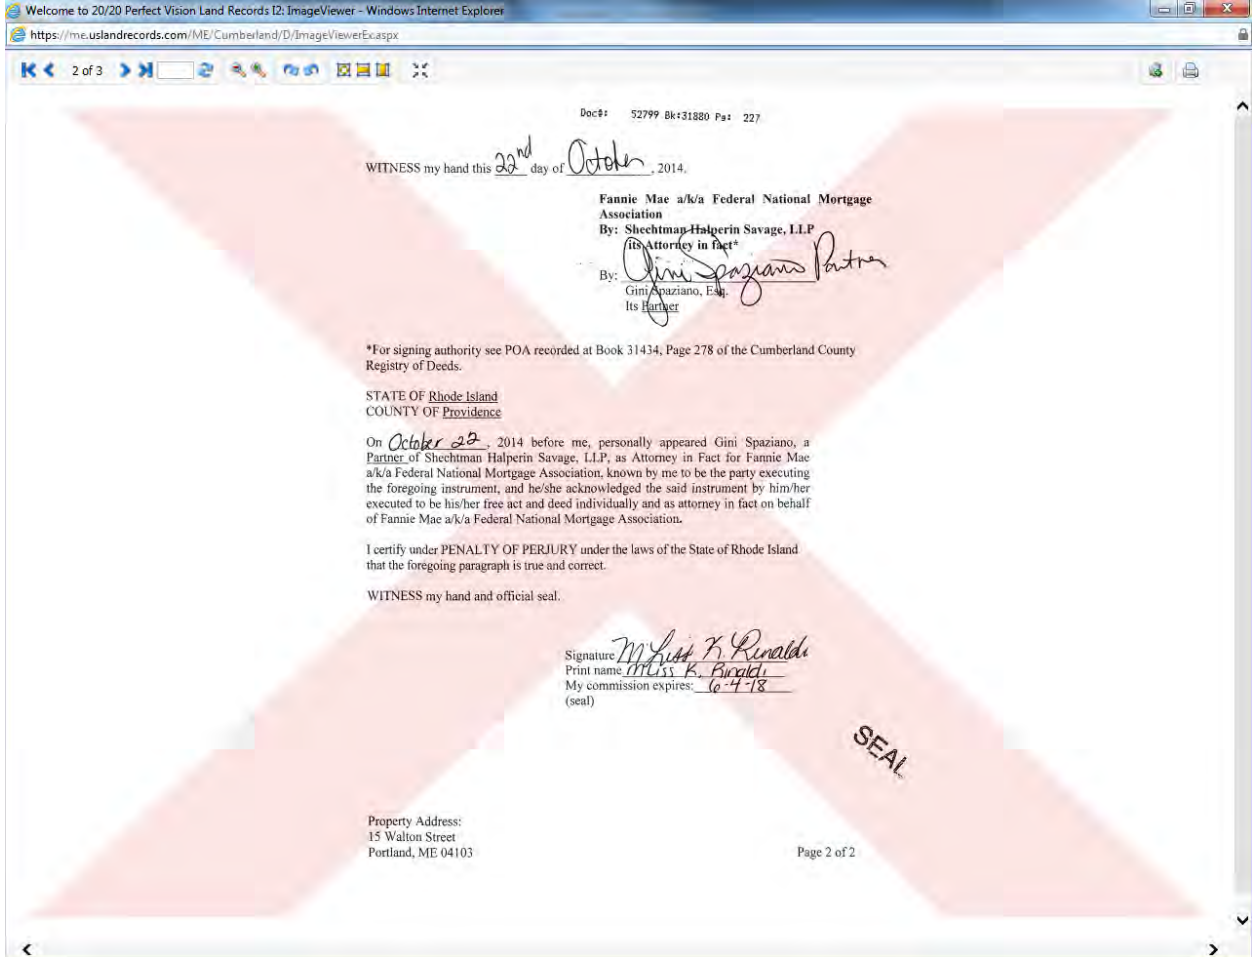 Welcome to 20/20 Perfect Vision Land Records I2: ImageViewer - Windows Internet Explorer
https://me.uslandrecords.com/ME/Cumberland/D/ImageViewerEx.aspx
2 of 3
Doc#: 52799 Bk:31880 Pg: 227
WITNESS my hand this 22nd day of October, 2014.
Fannie Mae a/k/a Federal National Mortgage
Association
By: Shechtman Halperin Savage, LLP
its Attorney in fact*
By: Gini Spaziano Partner
Gini Spaziano, Esq.
Its Partner
*For signing authority see POA recorded at Book 31434, Page 278 of the Cumberland County
Registry of Deeds.
STATE OF Rhode Island
COUNTY OF Providence
On October 22, 2014 before me, personally appeared Gini Spaziano, a
Partner of Shechtman Halperin Savage, LLP, as Attorney in Fact for Fannie Mae
a/k/a Federal National Mortgage Association, known by me to be the party executing
the foregoing instrument, and he/she acknowledged the said instrument by him/her
executed to be his/her free act and deed individually and as attorney in fact on behalf
of Fannie Mae a/k/a Federal National Mortgage Association.
I certify under PENALTY OF PERJURY under the laws of the State of Rhode Island
that the foregoing paragraph is true and correct.
WITNESS my hand and official seal.
Signature M'Liss K. Rinaldi
Print name M'Liss K. Rinaldi
My commission expires: 6-4-18
(seal)
SEAL
Property Address:
15 Walton Street
Portland, ME 04103
Page 2 of 2